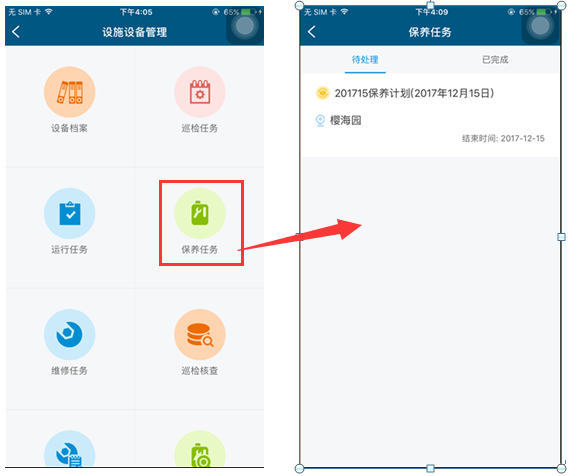 无 SIM 卡 下午4:05 65%
设施设备管理
设备档案 巡检任务
运行任务 保养任务
维修任务 巡检核查
无 SIM 卡 下午4:09 65%
保养任务
待处理 已完成
201715保养计划(2017年12月15日)
樱海园
结束时间: 2017-12-15